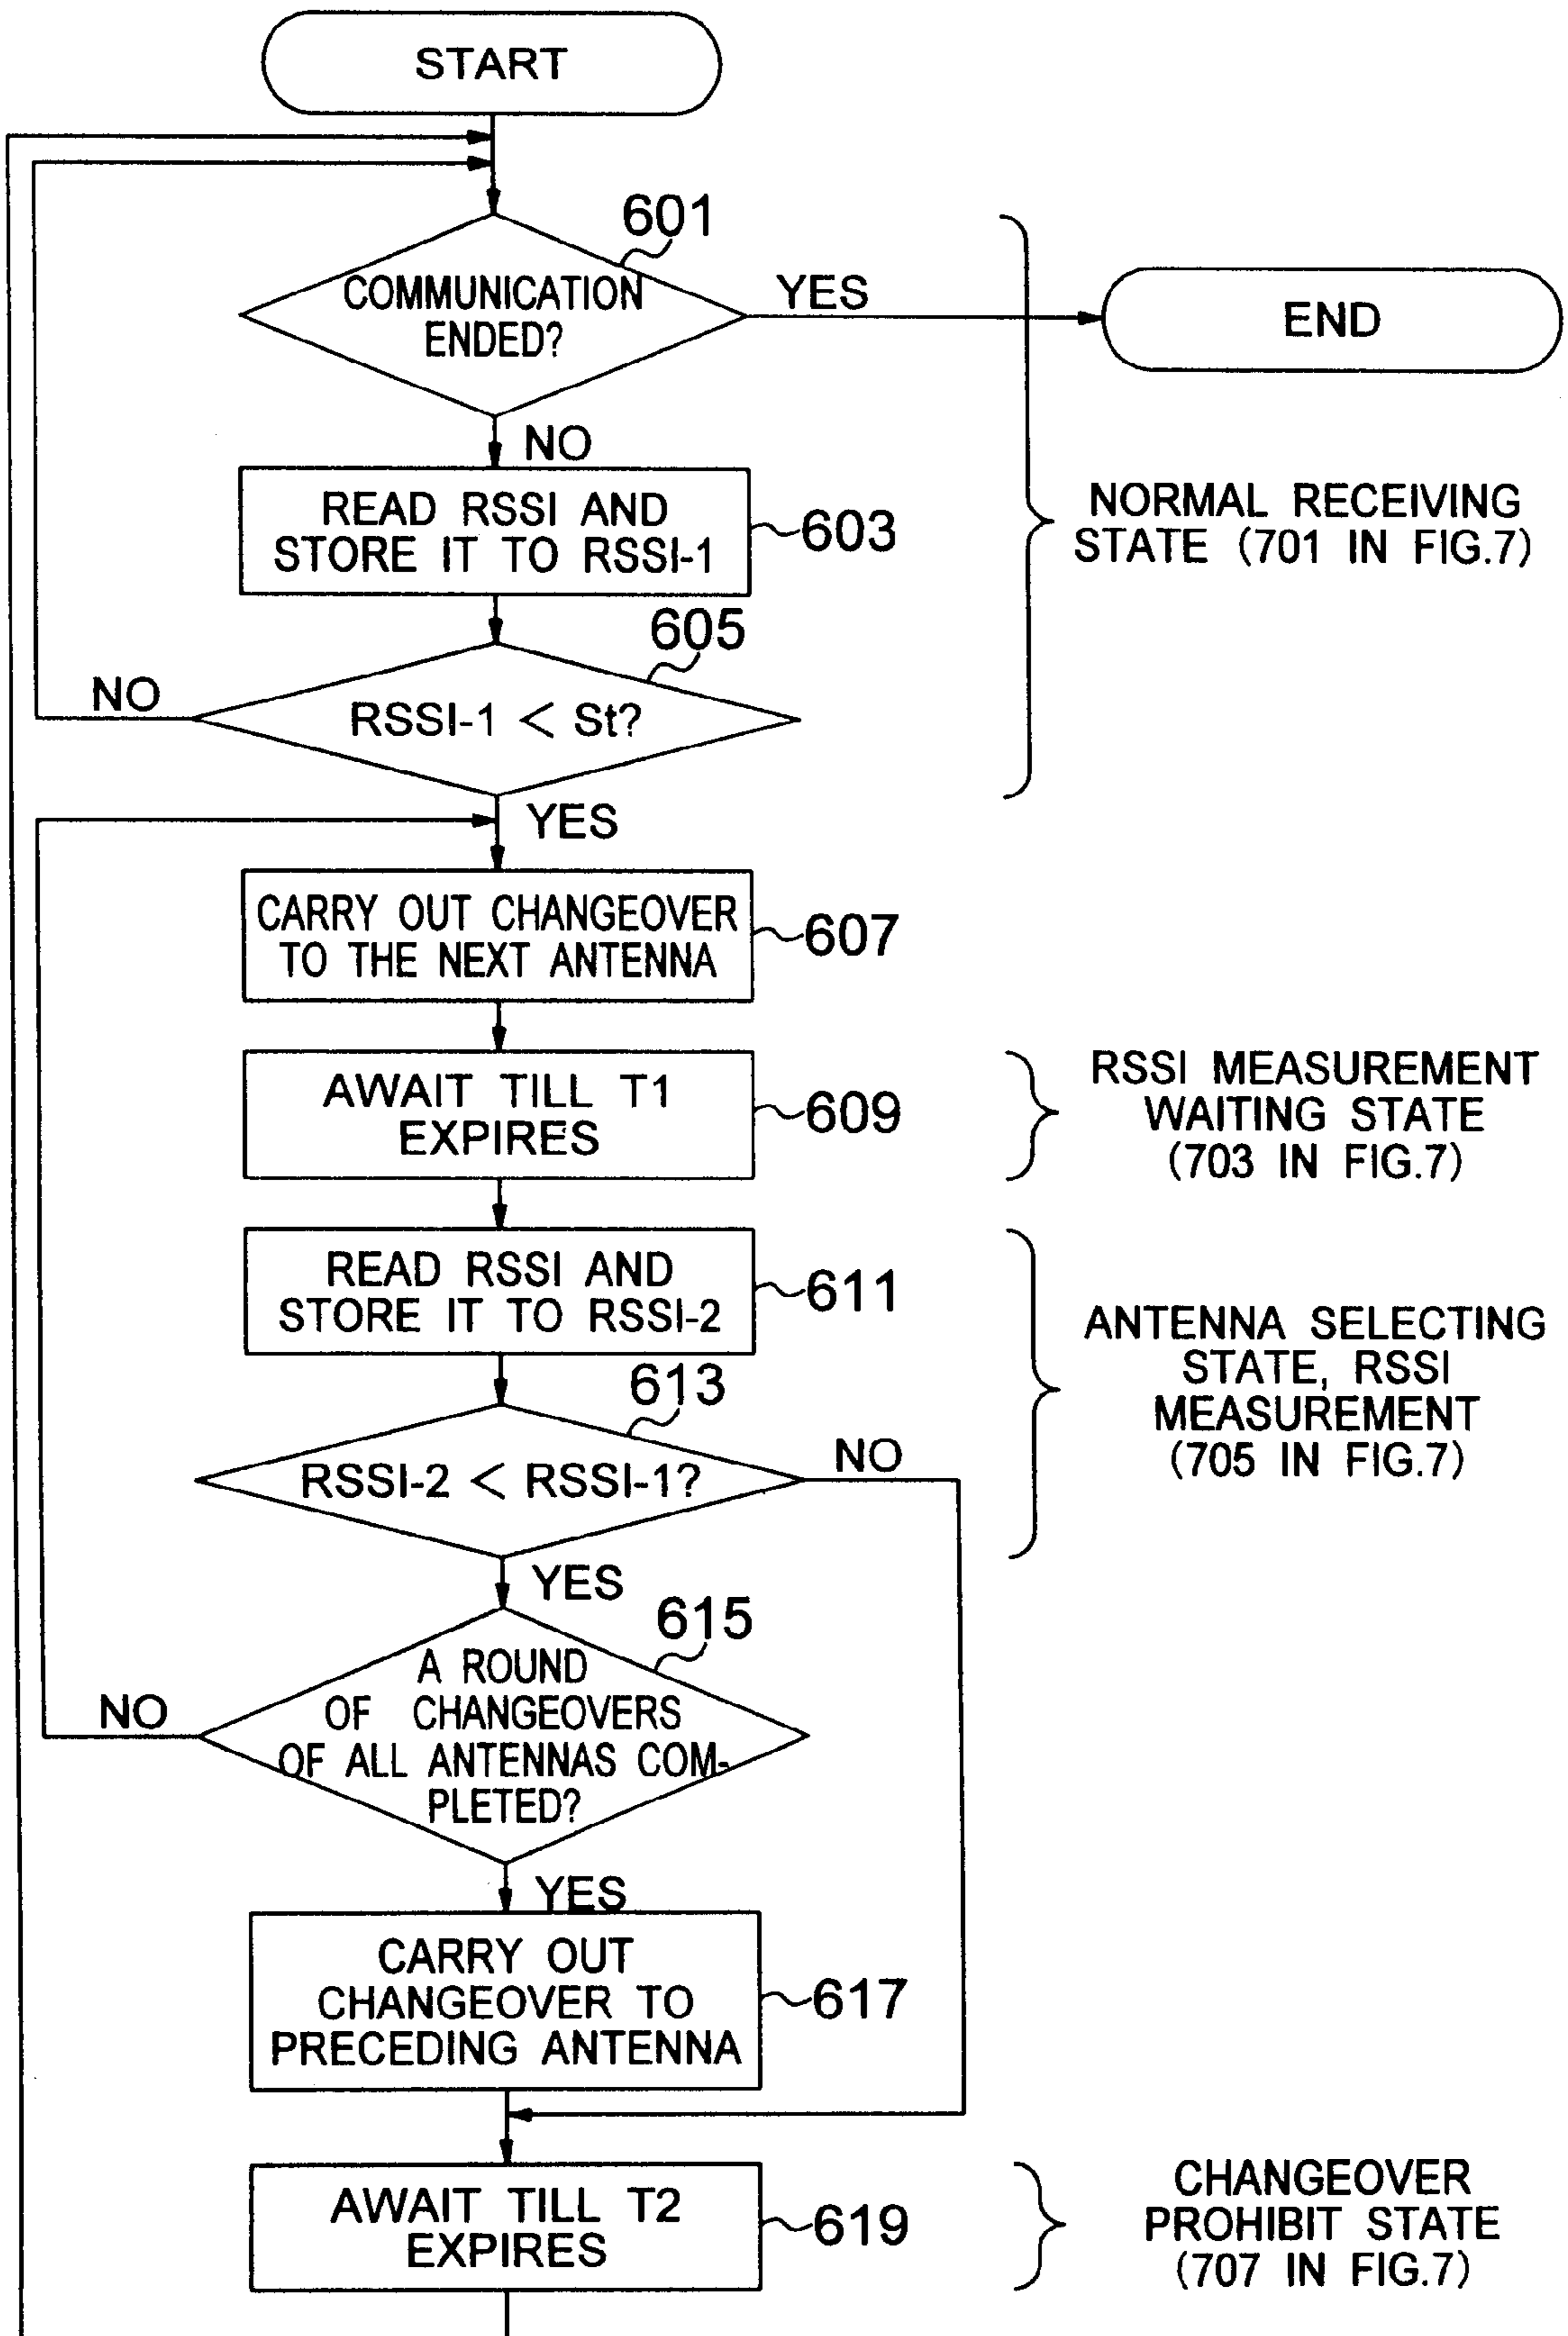 START
601
COMMUNICATION
ENDED?
YES
END
NO
READ RSSI AND
STORE IT TO RSSI-1
603
NORMAL RECEIVING
STATE (701 IN FIG.7)
605
NO
RSSI-1 < St?
YES
CARRY OUT CHANGEOVER
TO THE NEXT ANTENNA
607
AWAIT TILL T1
EXPIRES
609
RSSI MEASUREMENT
WAITING STATE
(703 IN FIG.7)
READ RSSI AND
STORE IT TO RSSI-2
611
ANTENNA SELECTING
STATE, RSSI
MEASUREMENT
(705 IN FIG.7)
613
RSSI-2 < RSSI-1?
NO
YES
615
A ROUND
OF CHANGEOVERS
OF ALL ANTENNAS COM-
PLETED?
NO
YES
CARRY OUT
CHANGEOVER TO
PRECEDING ANTENNA
617
AWAIT TILL T2
EXPIRES
619
CHANGEOVER
PROHIBIT STATE
(707 IN FIG.7)